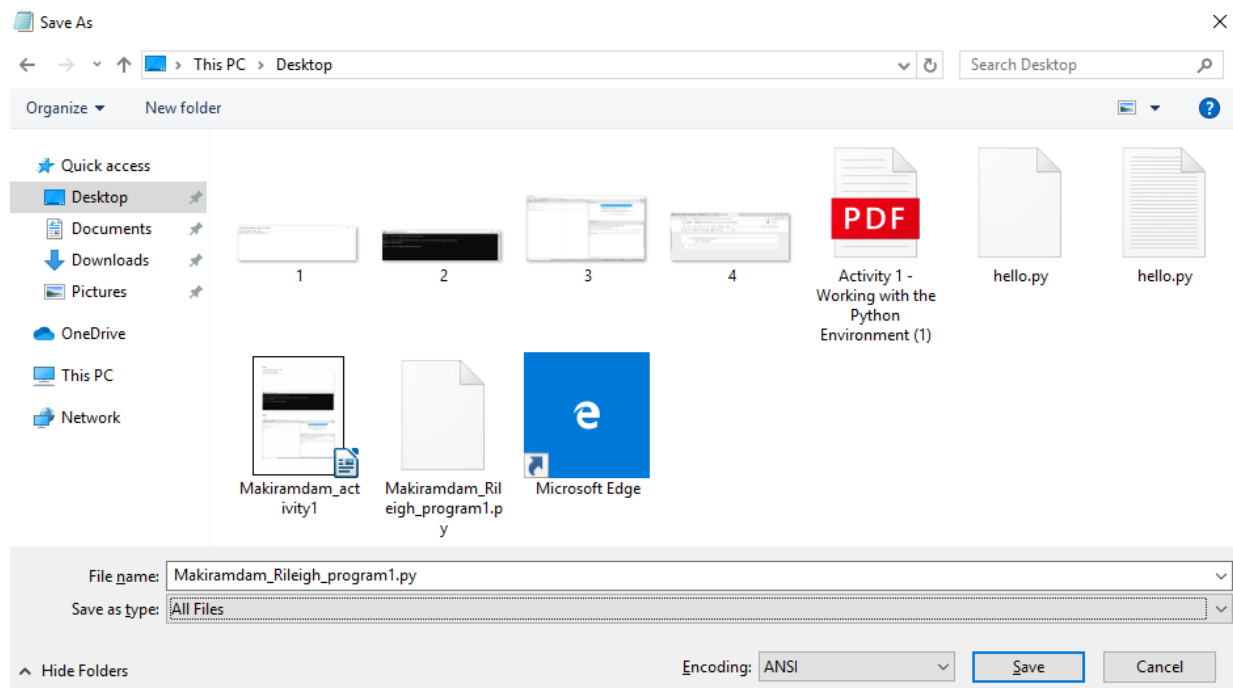 Save As
This PC > Desktop
Search Desktop
Organize
New folder
?
Quick access
Desktop
Documents
Downloads
Pictures
OneDrive
This PC
Network
1
2
3
4
PDF
Activity 1 -
Working with the
Python
Environment (1)
hello.py
hello.py
Makiramdam_act
ivity1
Makiramdam_Ril
eigh_program1.p
y
Microsoft Edge
File name: Makiramdam_Rileigh_program1.py
Save as type: All Files
Hide Folders
Encoding: ANSI
Save
Cancel